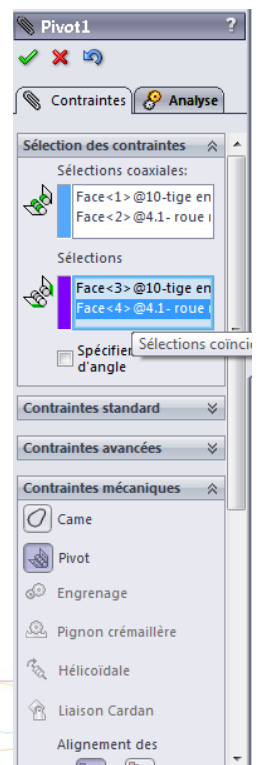 Pivot1 ?
Contraintes Analyse
Sélection des contraintes
Sélections coaxiales:
Face<1>@10-tige en
Face<2>@4.1- roue
Sélections
Face<3>@10-tige en
Face<4>@4.1- roue
Sélections coïnci
Spécifier
d'angle
Contraintes standard
Contraintes avancées
Contraintes mécaniques
Came
Pivot
Engrenage
Pignon crémaillère
Hélicoïdale
Liaison Cardan
Alignement des